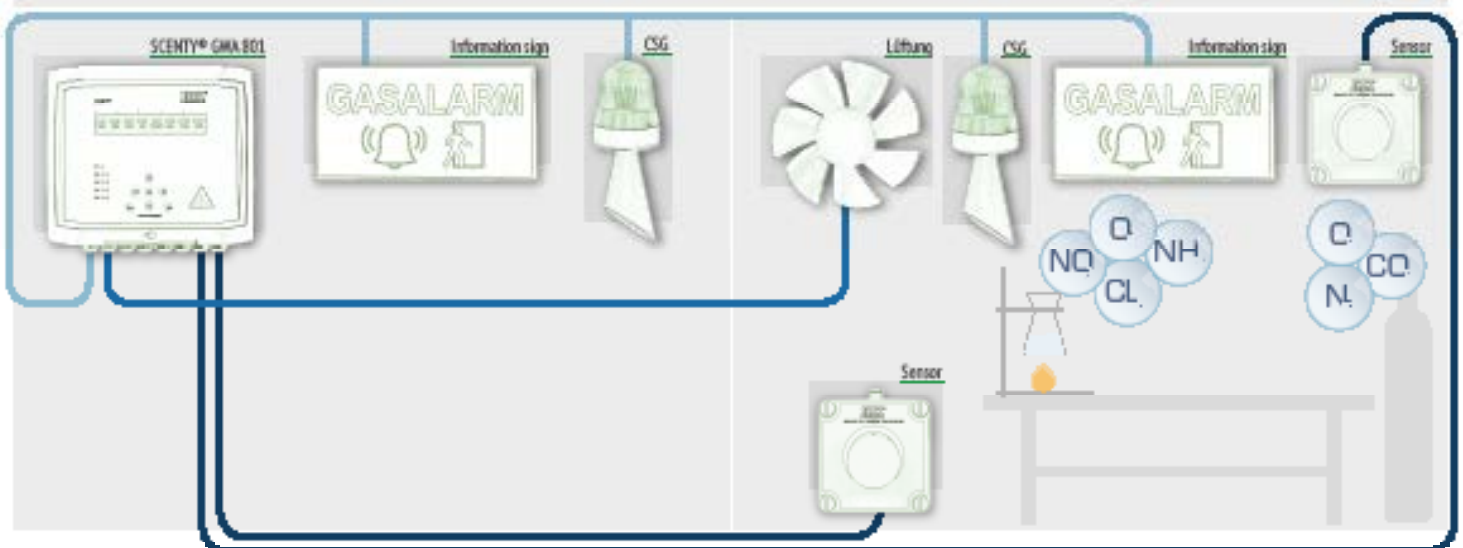 SCENTY® GMA 801
Information sign
CSG
Lüftung
CSG
Information sign
Sensor
GASALARM
GASALARM
O
NO
NH
CL
O
CO
N
Sensor